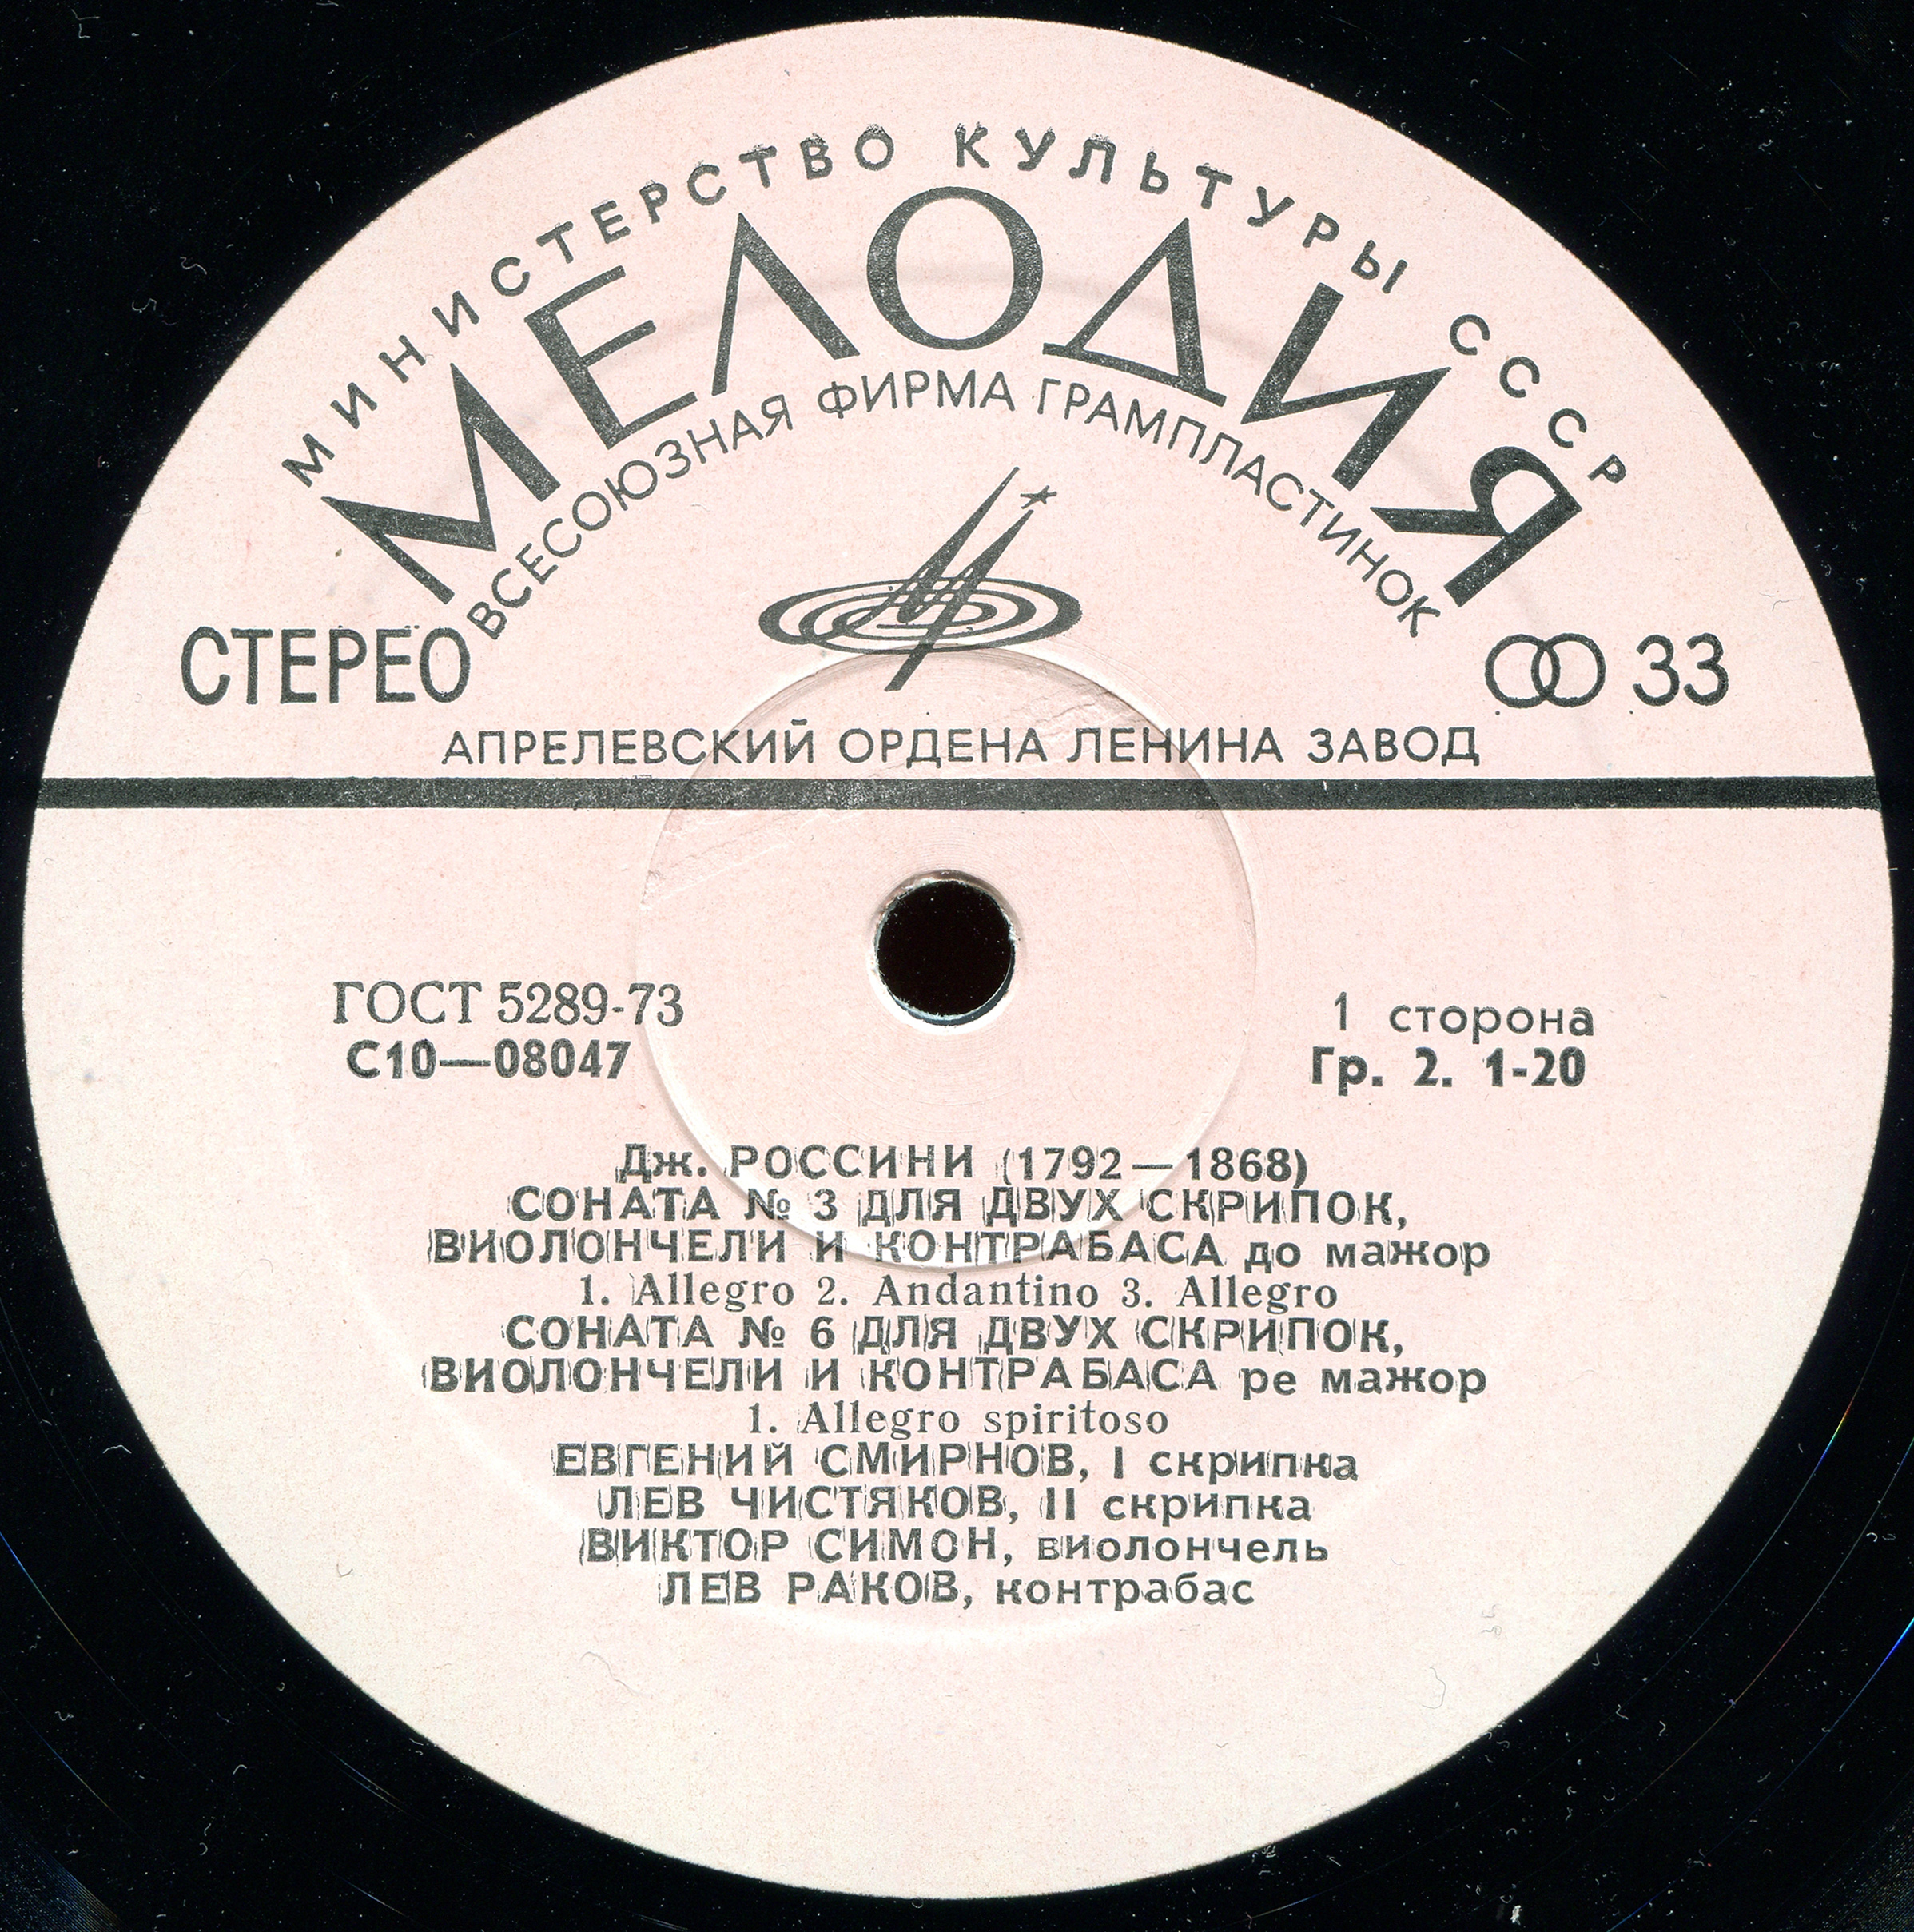 МИНИСТЕРСТВО КУЛЬТУРЫ СССР
МЕЛОДИЯ
ВСЕСОЮЗНАЯ ФИРМА ГРАМПЛАСТИНОК
СТЕРЕО
33
АПРЕЛЕВСКИЙ ОРДЕНА ЛЕНИНА ЗАВОД
ГОСТ 5289-73
С10—08047
1 сторона
Гр. 2. 1-20
Дж. РОССИНИ (1792—1868)
СОНАТА № 3 ДЛЯ ДВУХ СКРИПОК,
ВИОЛОНЧЕЛИ И КОНТРАБАСА до мажор
1. Allegro 2. Andantino 3. Allegro
СОНАТА № 6 ДЛЯ ДВУХ СКРИПОК,
ВИОЛОНЧЕЛИ И КОНТРАБАСА ре мажор
1. Allegro spiritoso
ЕВГЕНИЙ СМИРНОВ, I скрипка
ЛЕВ ЧИСТЯКОВ, II скрипка
ВИКТОР СИМОН, виолончель
ЛЕВ РАКОВ, контрабас